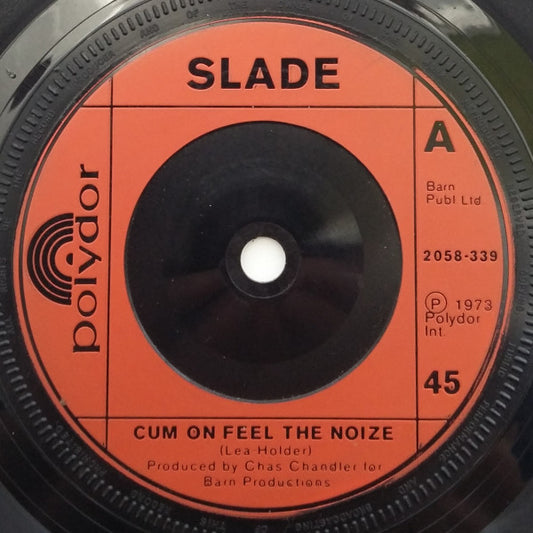 SLADE
A
Barn
Publ Ltd
2058-339
Ⓟ 1973
Polydor
Int.
45
polydor
CUM ON FEEL THE NOIZE
(Lea-Holder)
Produced by Chas Chandler for
Barn Productions